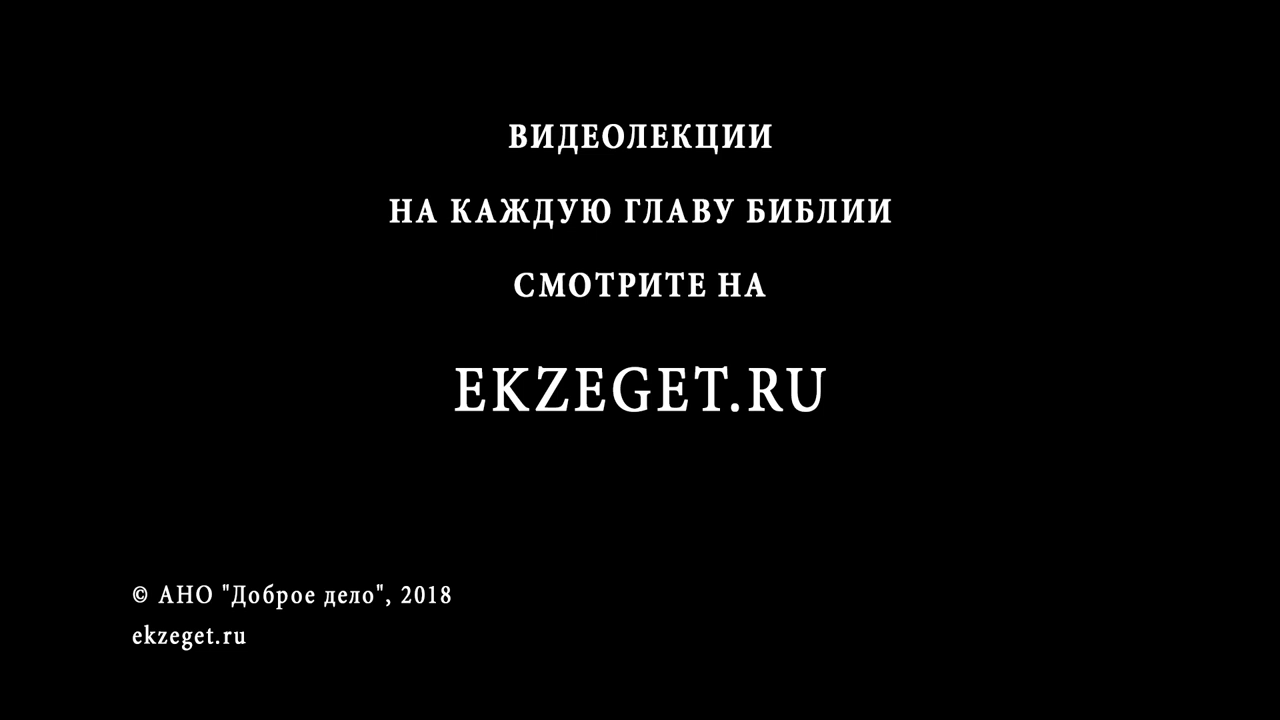 ВИДЕОЛЕКЦИИ
НА КАЖДУЮ ГЛАВУ БИБЛИИ
СМОТРИТЕ НА
EKZEGET.RU
© АНО "Доброе дело", 2018
ekzeget.ru